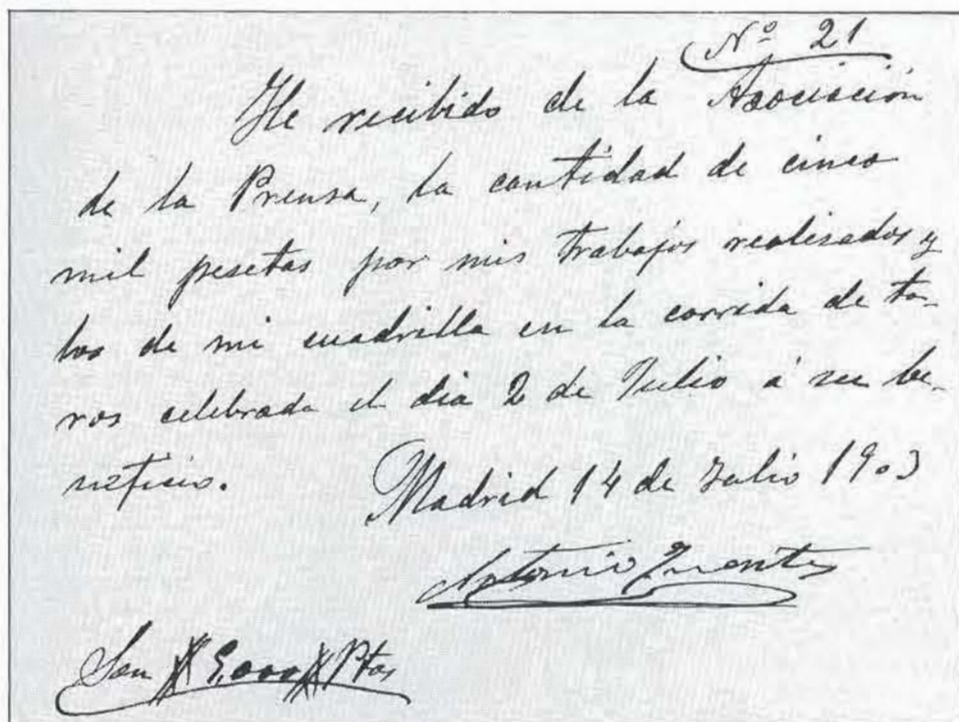 Nº 21
He recibido de la Asociación
de la Prensa, la cantidad de cinco
mil pesetas por mis trabajos realisados y
los de mi cuadrilla en la corrida de to-
ros celebrada el dia 2 de Julio á su be-
neficio.
Madrid 14 de Julio 1903
Antonio Fuentes
Son # 5,000 # Ptas